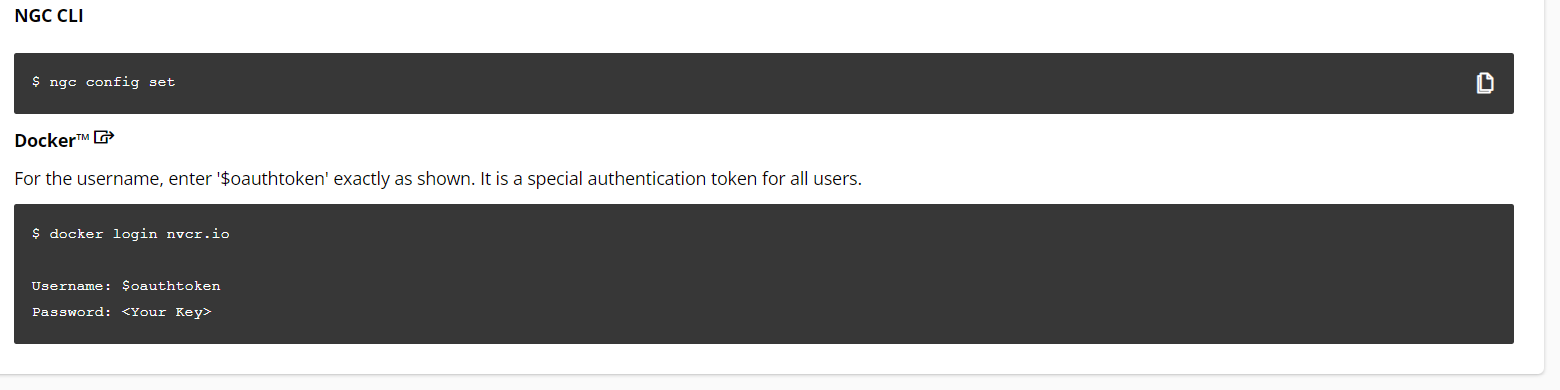 NGC CLI
$ ngc config set
Docker™
For the username, enter '$oauthtoken' exactly as shown. It is a special authentication token for all users.
$ docker login nvcr.io
Username: $oauthtoken
Password: <Your Key>